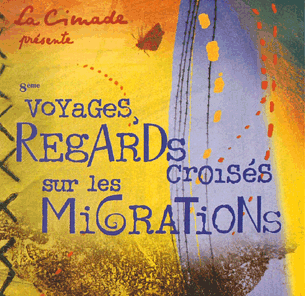 La Cimade
présente
8ème
VOYAGES,
REGARDS
CROISÉS
sur les
MIGRATIONS